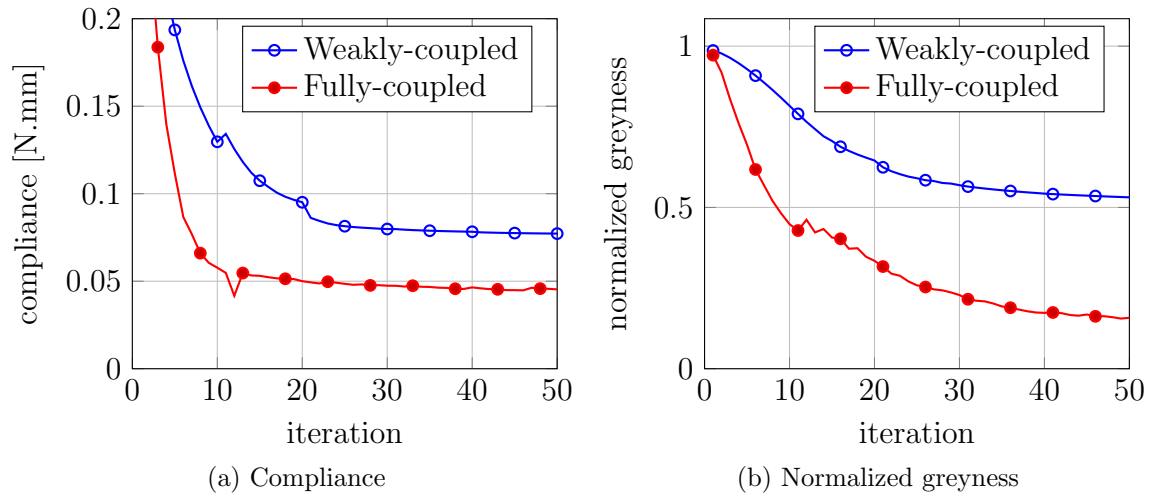 0.2
0.15
0.1
0.05
0
compliance [N.mm]
Weakly-coupled
Fully-coupled
0 10 20 30 40 50
iteration
(a) Compliance
1
0.5
0
normalized greyness
Weakly-coupled
Fully-coupled
0 10 20 30 40 50
iteration
(b) Normalized greyness